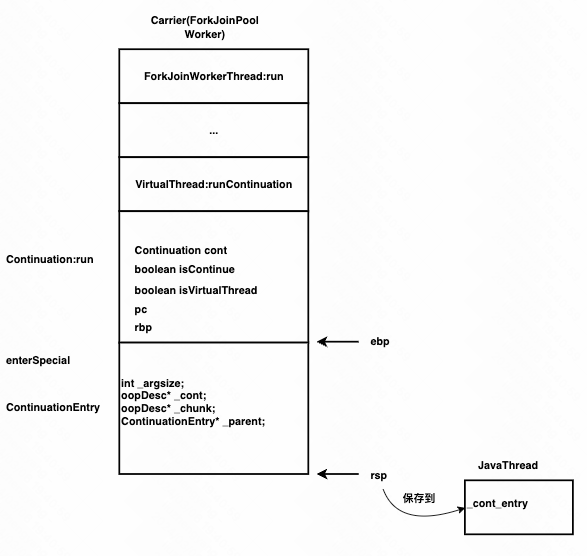 Carrier(ForkJoinPool
Worker)
ForkJoinWorkerThread:run
...
VirtualThread:runContinuation
Continuation:run
Continuation cont
boolean isContinue
boolean isVirtualThread
pc
rbp
ebp
enterSpecial
ContinuationEntry
int _argsize;
oopDesc* _cont;
oopDesc* _chunk;
ContinuationEntry* _parent;
rsp
保存到
JavaThread
_cont_entry